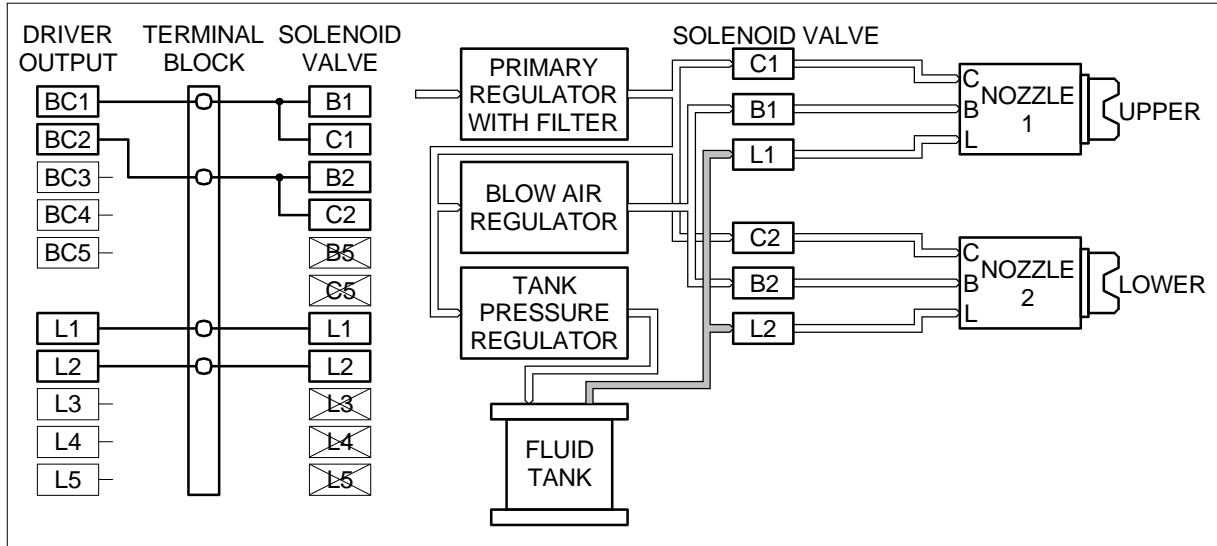 DRIVER OUTPUT
TERMINAL BLOCK
SOLENOID VALVE
BC1
B1
C1
BC2
BC3
B2
BC4
C2
BC5
B5
C5
L1
L1
L2
L2
L3
L3
L4
L4
L5
L5
PRIMARY
REGULATOR
WITH FILTER
BLOW AIR
REGULATOR
TANK
PRESSURE
REGULATOR
FLUID
TANK
SOLENOID VALVE
C1
B1
L1
C2
B2
L2
C
B
L
NOZZLE
1
UPPER
C
B
L
NOZZLE
2
LOWER